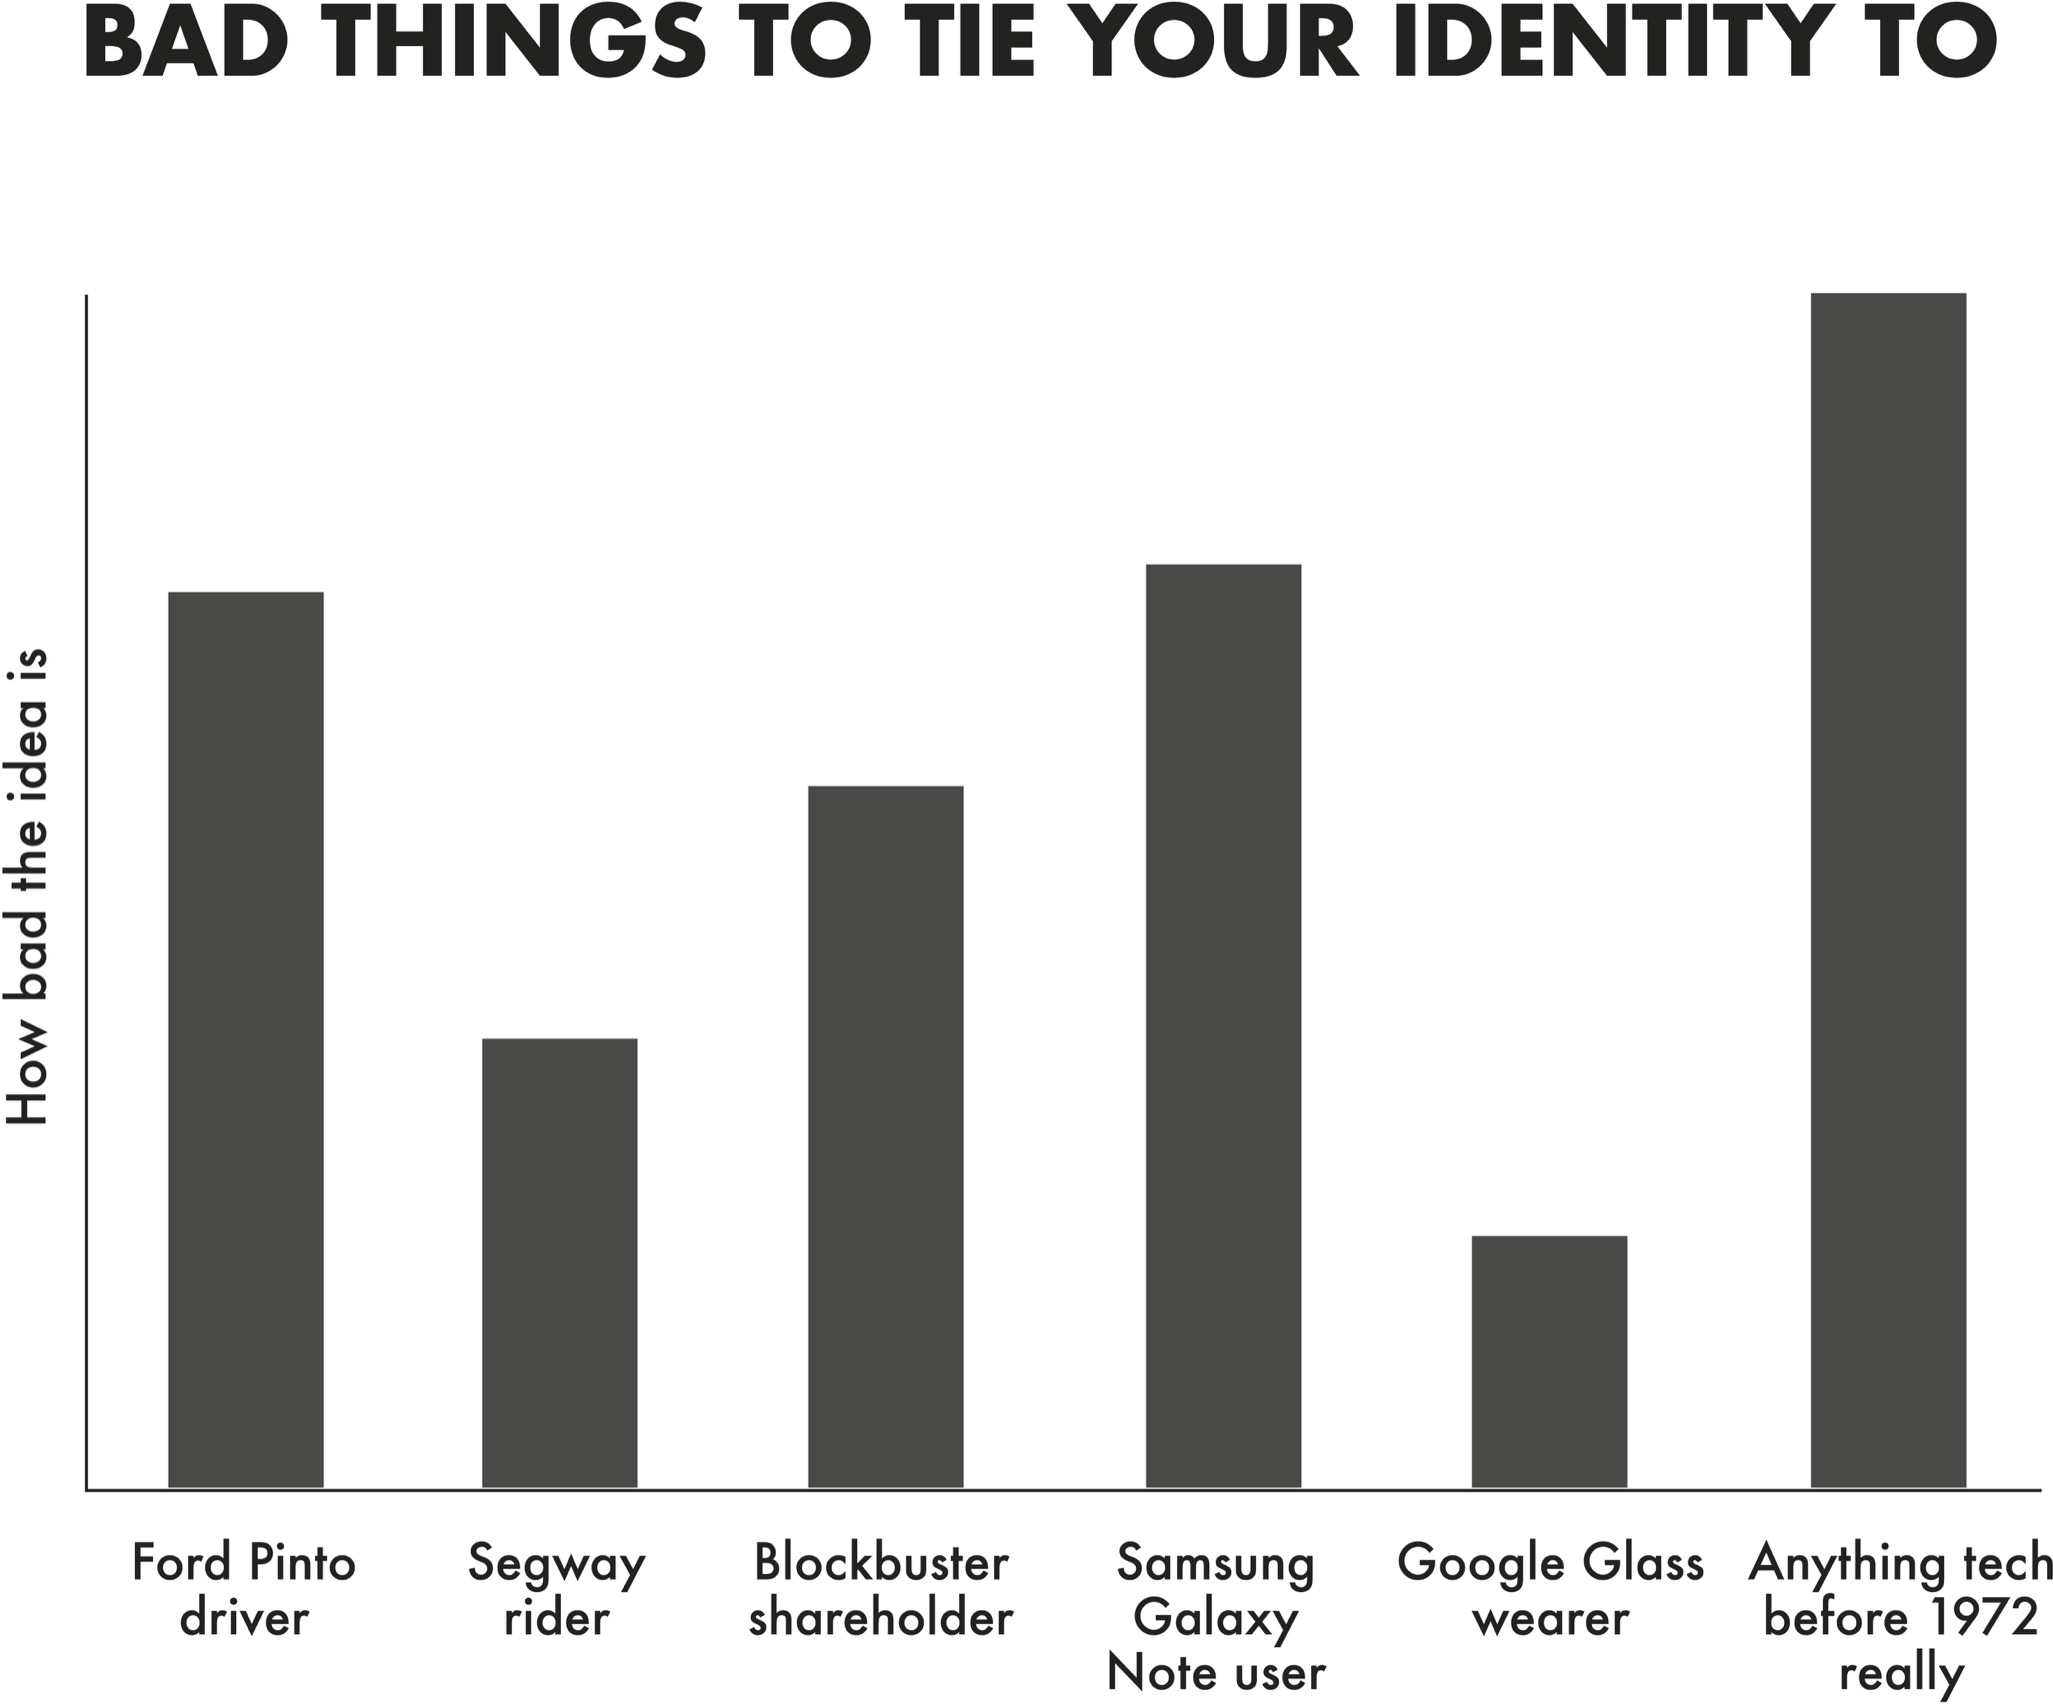 BAD THINGS TO TIE YOUR IDENTITY TO
How bad the idea is
Ford Pinto
driver
Segway
rider
Blockbuster
shareholder
Samsung
Galaxy
Note user
Google Glass
wearer
Anything tech
before 1972
really